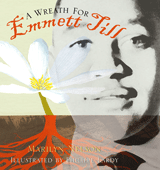 A WREATH FOR
Emmett Till
MARILYN NELSON
ILLUSTRATED BY PHILIPPE LARDY